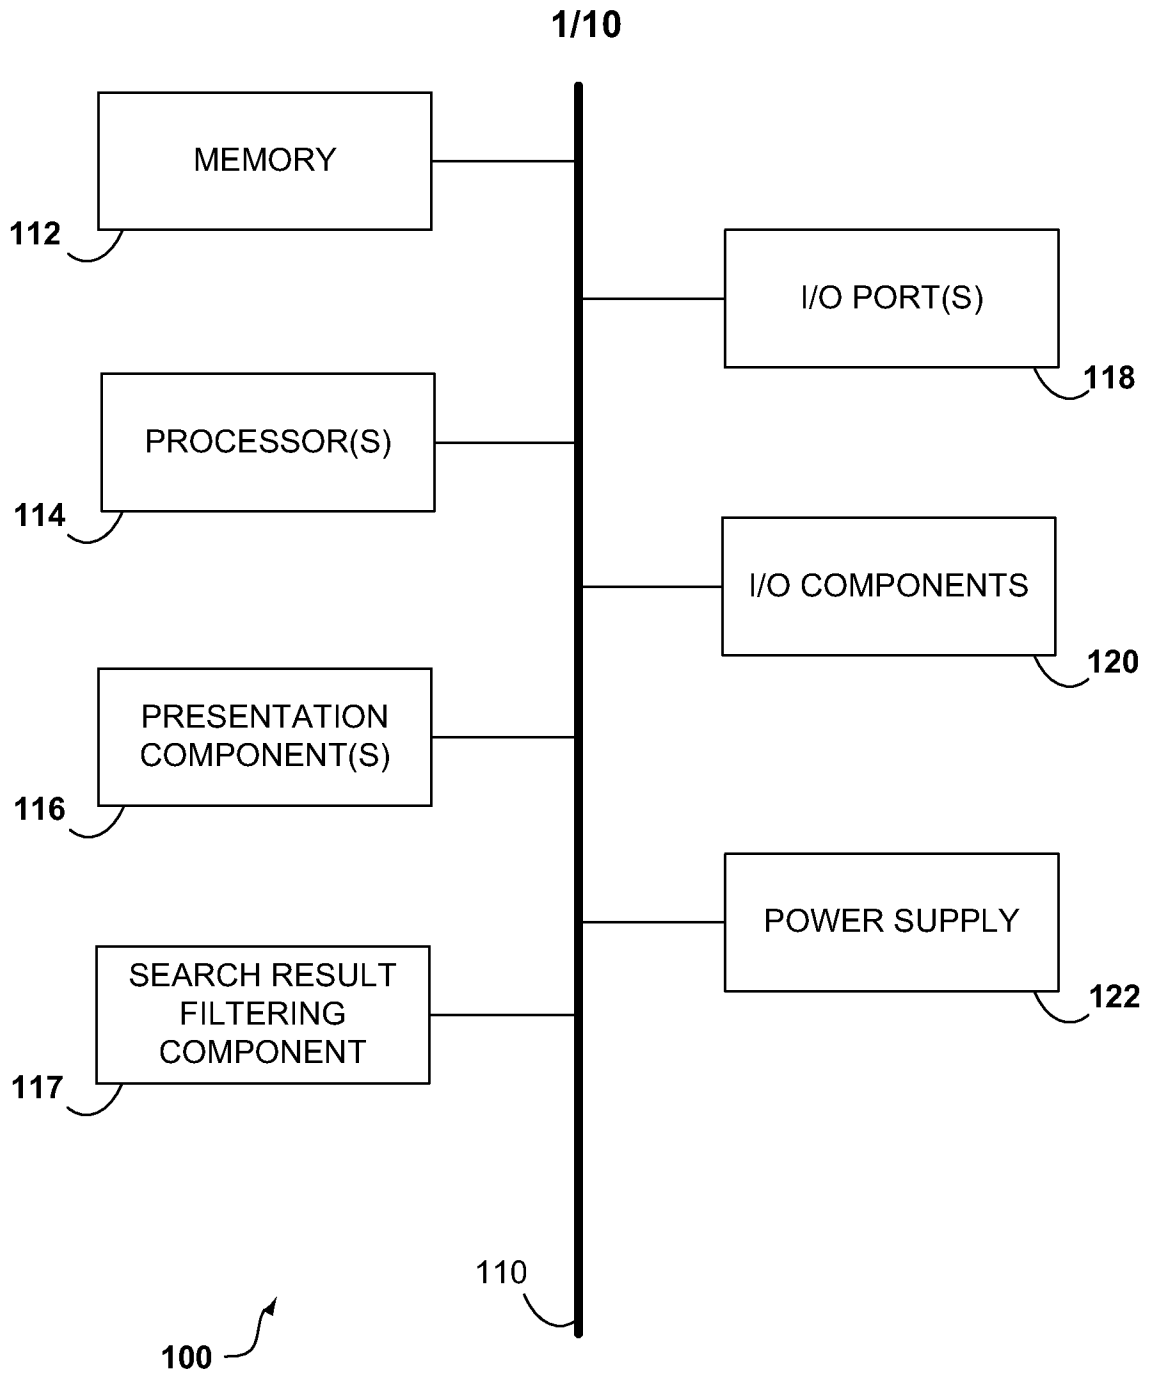 1/10
MEMORY
112
I/O PORT(S)
118
PROCESSOR(S)
114
I/O COMPONENTS
120
PRESENTATION
COMPONENT(S)
116
POWER SUPPLY
122
SEARCH RESULT
FILTERING
COMPONENT
117
110
100